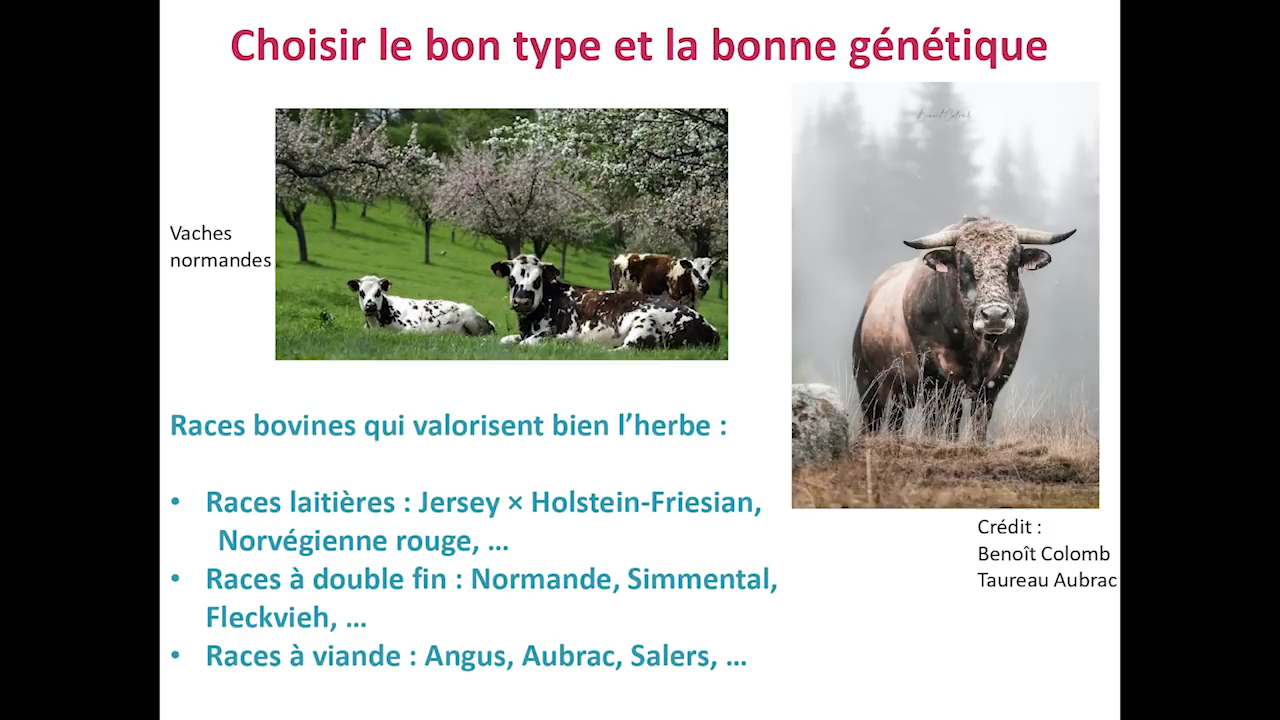 Choisir le bon type et la bonne génétique
Benoît Colomb
Vaches
normandes
Races bovines qui valorisent bien l’herbe :
• Races laitières : Jersey × Holstein-Friesian,
Norvégienne rouge, ...
• Races à double fin : Normande, Simmental,
Fleckvieh, ...
• Races à viande : Angus, Aubrac, Salers, ...
Crédit :
Benoît Colomb
Taureau Aubrac